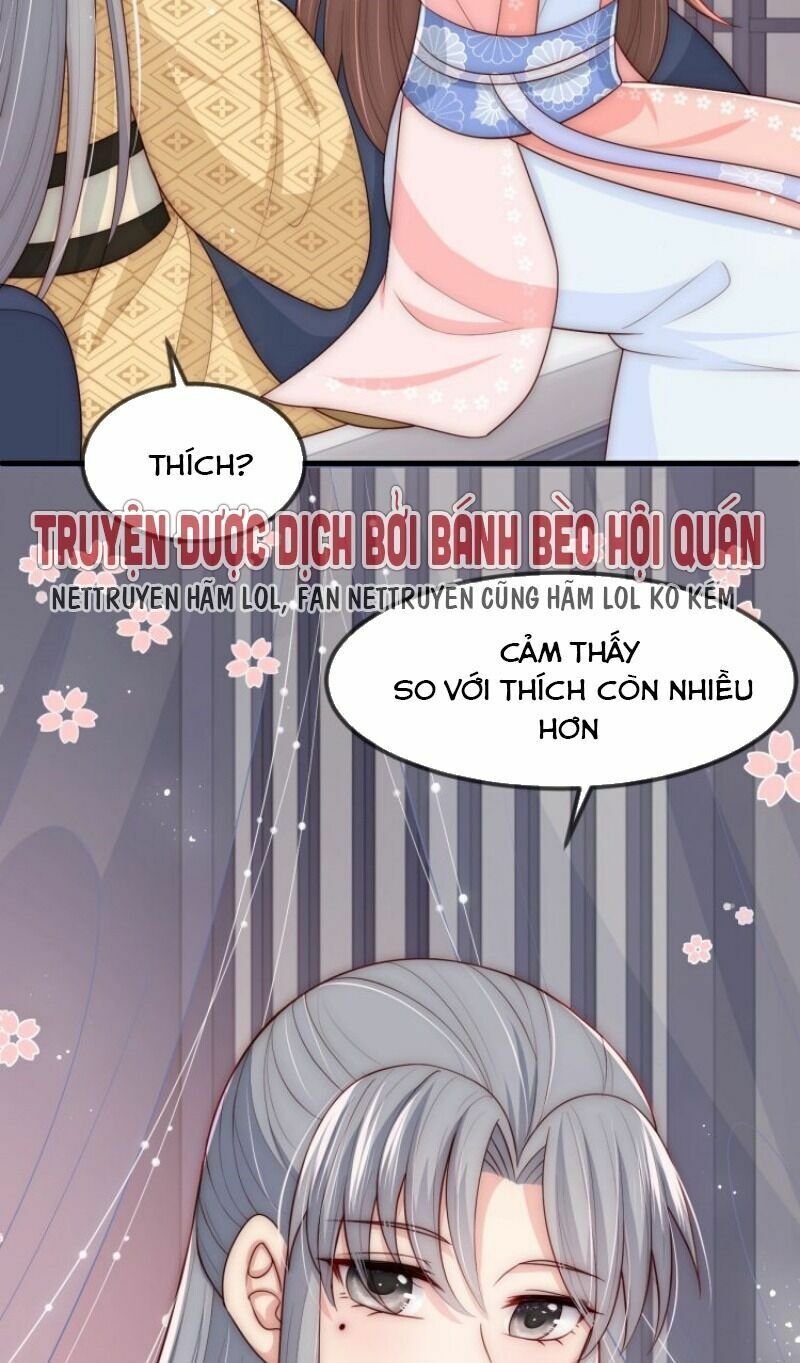 THÍCH?
TRUYỆN ĐƯỢC DỊCH BỞI BÁNH BÈO HỘI QUÁN
NETTRUYEN HÃM LOL, FAN NETTRUYEN CŨNG HÃM LOL KO KÉM
CẢM THẤY
SO VỚI THÍCH CÒN NHIỀU
HƠN